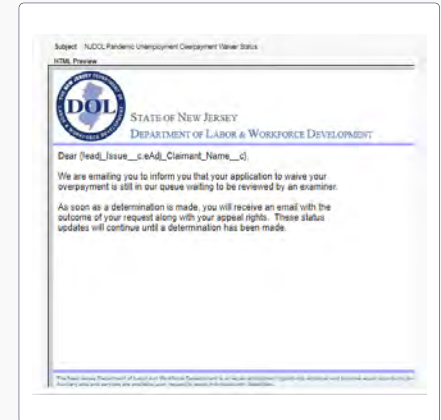 Subject NJDOL Pandemic Unemployment Overpayment Waiver Status
HTML Preview
DOL
STATE OF NEW JERSEY
DEPARTMENT OF LABOR & WORKFORCE DEVELOPMENT
Dear {!eadj_Issue__c.eAdj_Claimant_Name__c},
We are emailing you to inform you that your application to waive your
overpayment is still in our queue waiting to be reviewed by an examiner.
As soon as a determination is made, you will receive an email with the
outcome of your request along with your appeal rights. These status
updates will continue until a determination has been made.